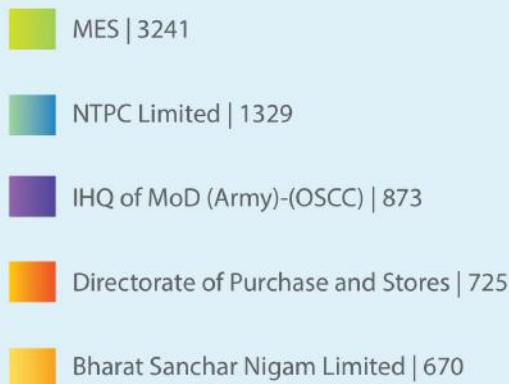 MES | 3241
NTPC Limited | 1329
IHQ of MoD (Army)-(OSCC) | 873
Directorate of Purchase and Stores | 725
Bharat Sanchar Nigam Limited | 670